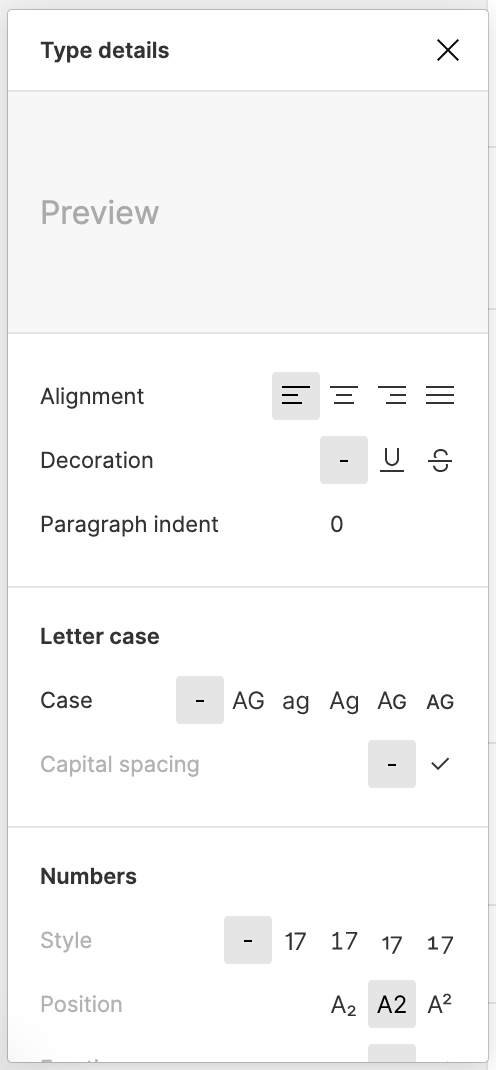 Type details
Preview
Alignment
Decoration - U S
Paragraph indent 0
Letter case
Case - AG ag Ag AG AG
Capital spacing -
Numbers
Style - 17 17 17 17
Position A₂ A2 A²